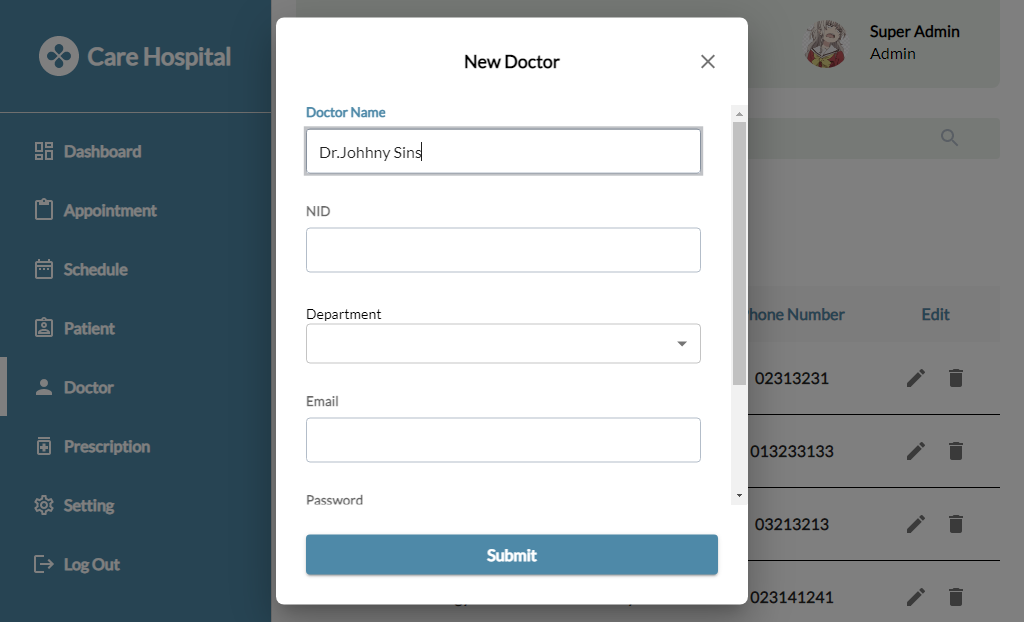 Care Hospital
Dashboard
Appointment
Schedule
Patient
Doctor
Prescription
Setting
Log Out
Super Admin
Admin
New Doctor
Doctor Name
Dr.Johhny Sins
NID
Department
Email
Password
Submit
hone Number Edit
02313231
013233133
03213213
023141241